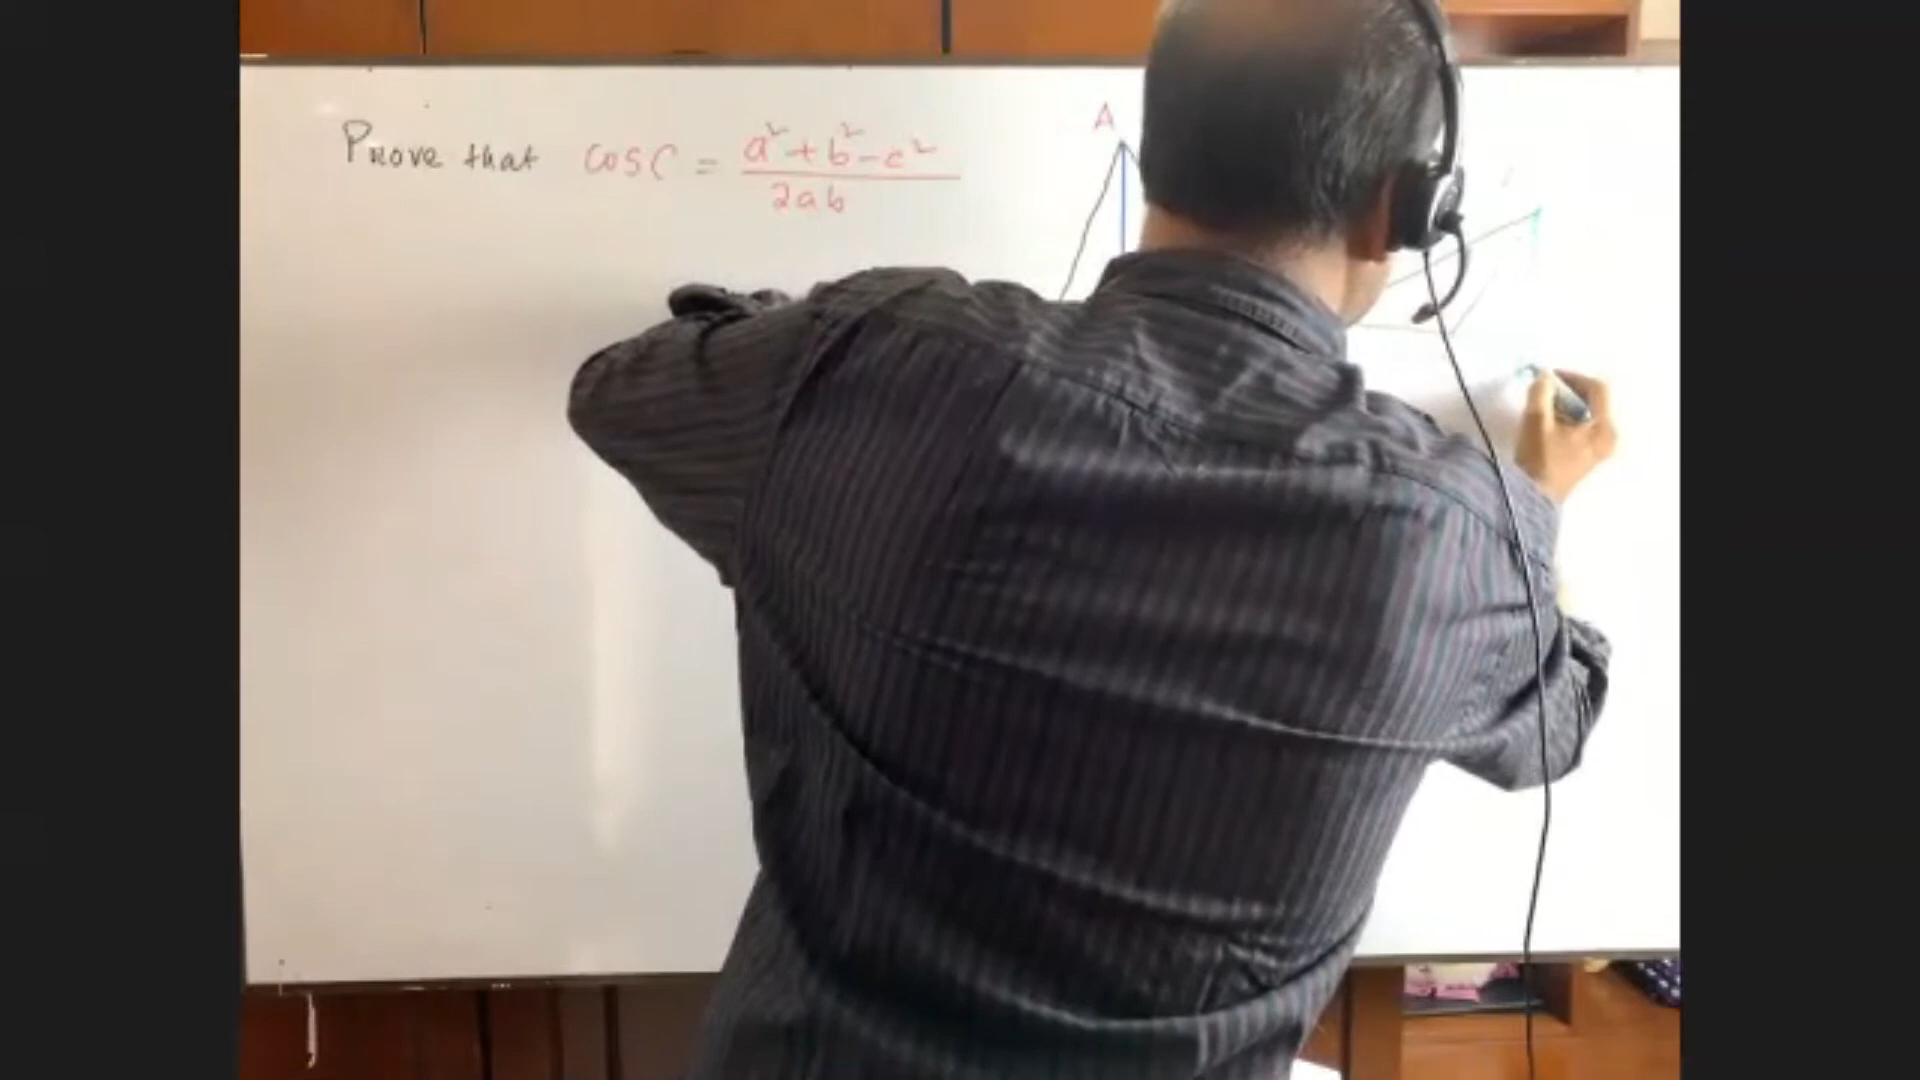 Prove that cos C = a² + b² - c² / 2ab
A